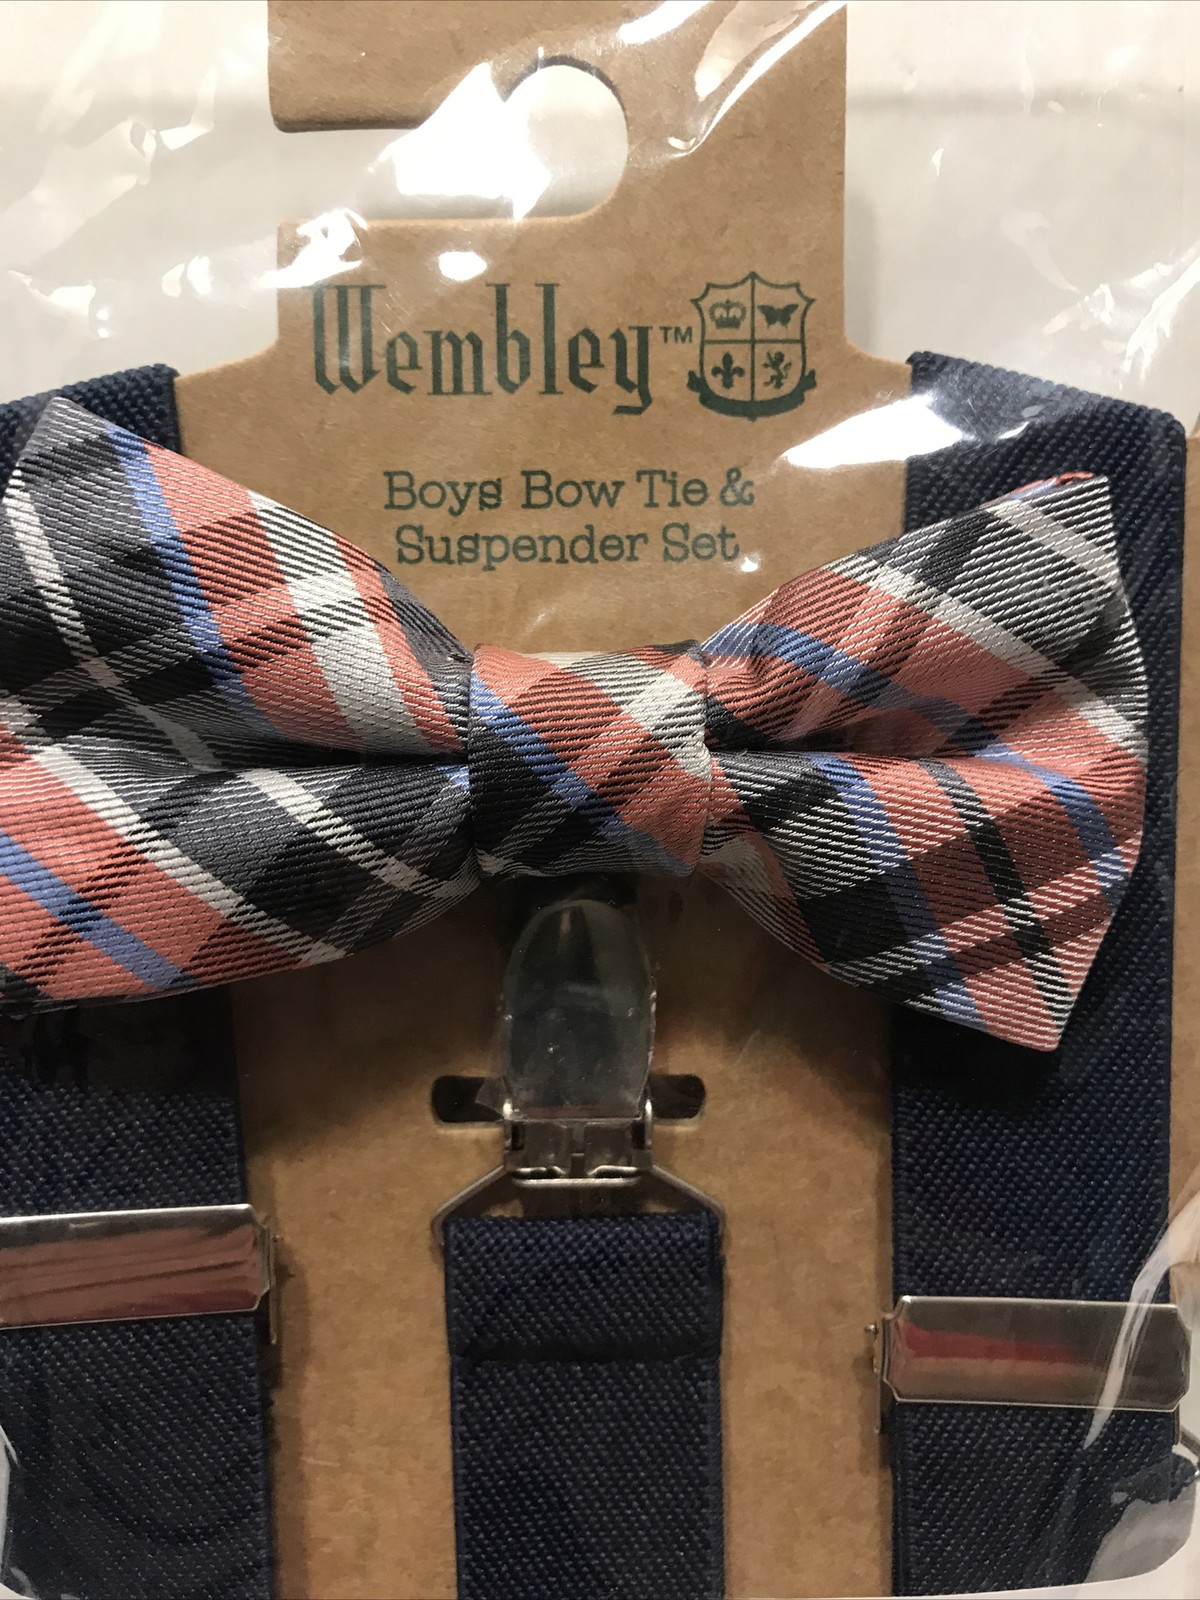 Wembley™
Boys Bow Tie &
Suspender Set